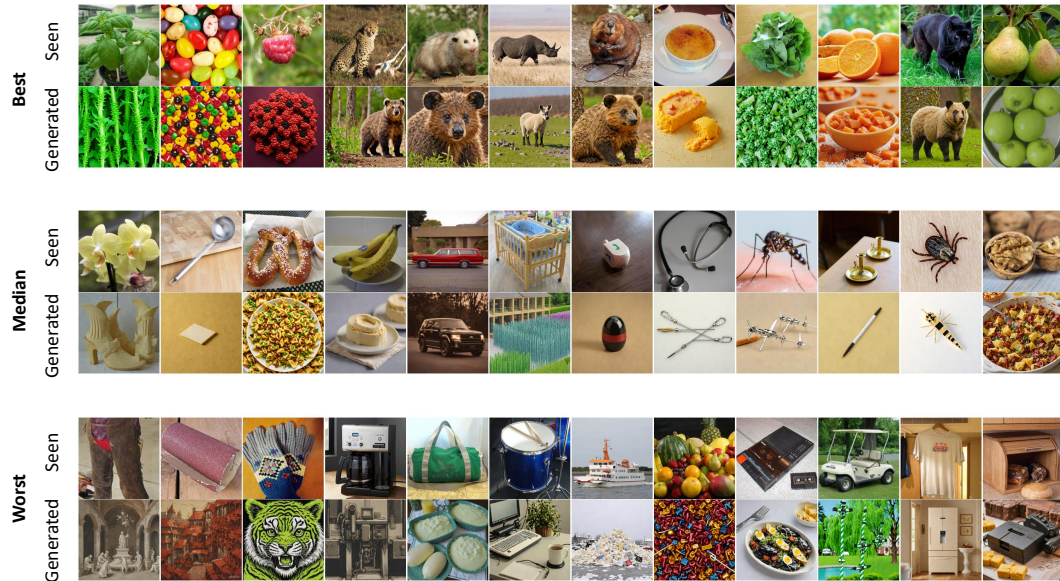 Best
Seen
Generated
Median
Seen
Generated
Worst
Seen
Generated